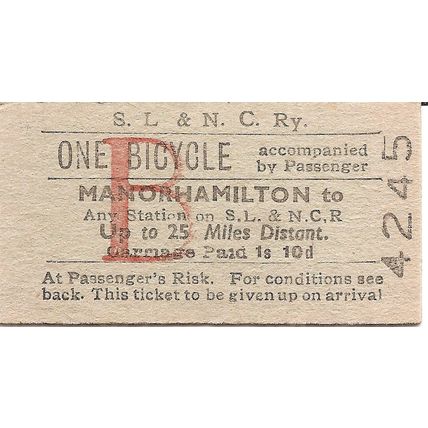 S. L. & N. C. Ry.
ONE BICYCLE accompanied by Passenger
MANORHAMILTON to
Any Station on S. L. & N.C.R
Up to 25 Miles Distant.
Carriage Paid 1s 10d
At Passenger's Risk. For conditions see
back. This ticket to be given up on arrival
B
4245